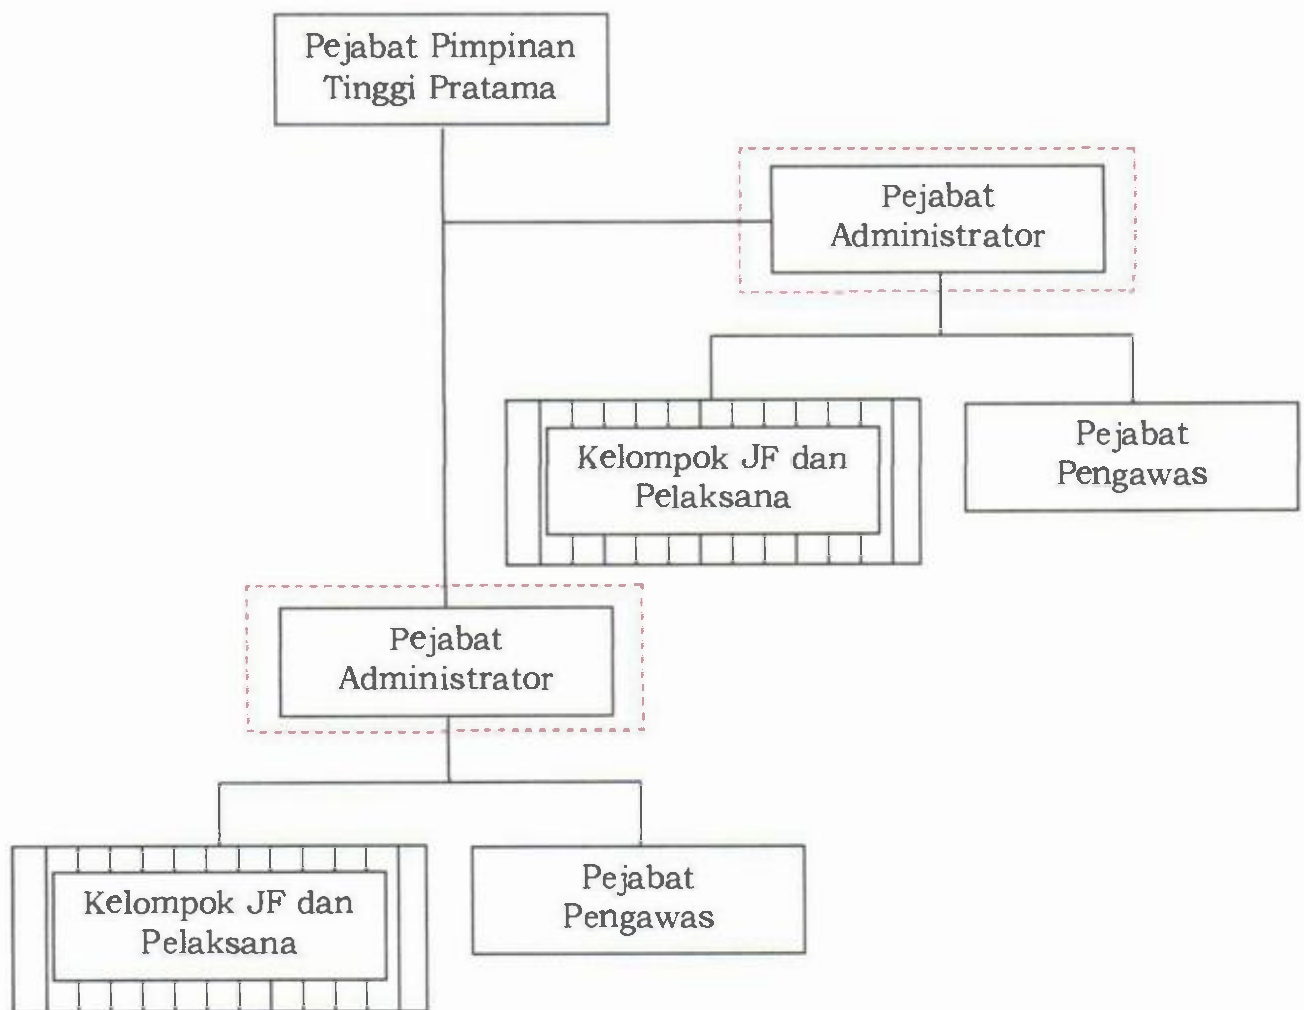 Pejabat Pimpinan
Tinggi Pratama
Pejabat
Administrator
Kelompok JF dan
Pelaksana
Pejabat
Pengawas
Pejabat
Administrator
Kelompok JF dan
Pelaksana
Pejabat
Pengawas